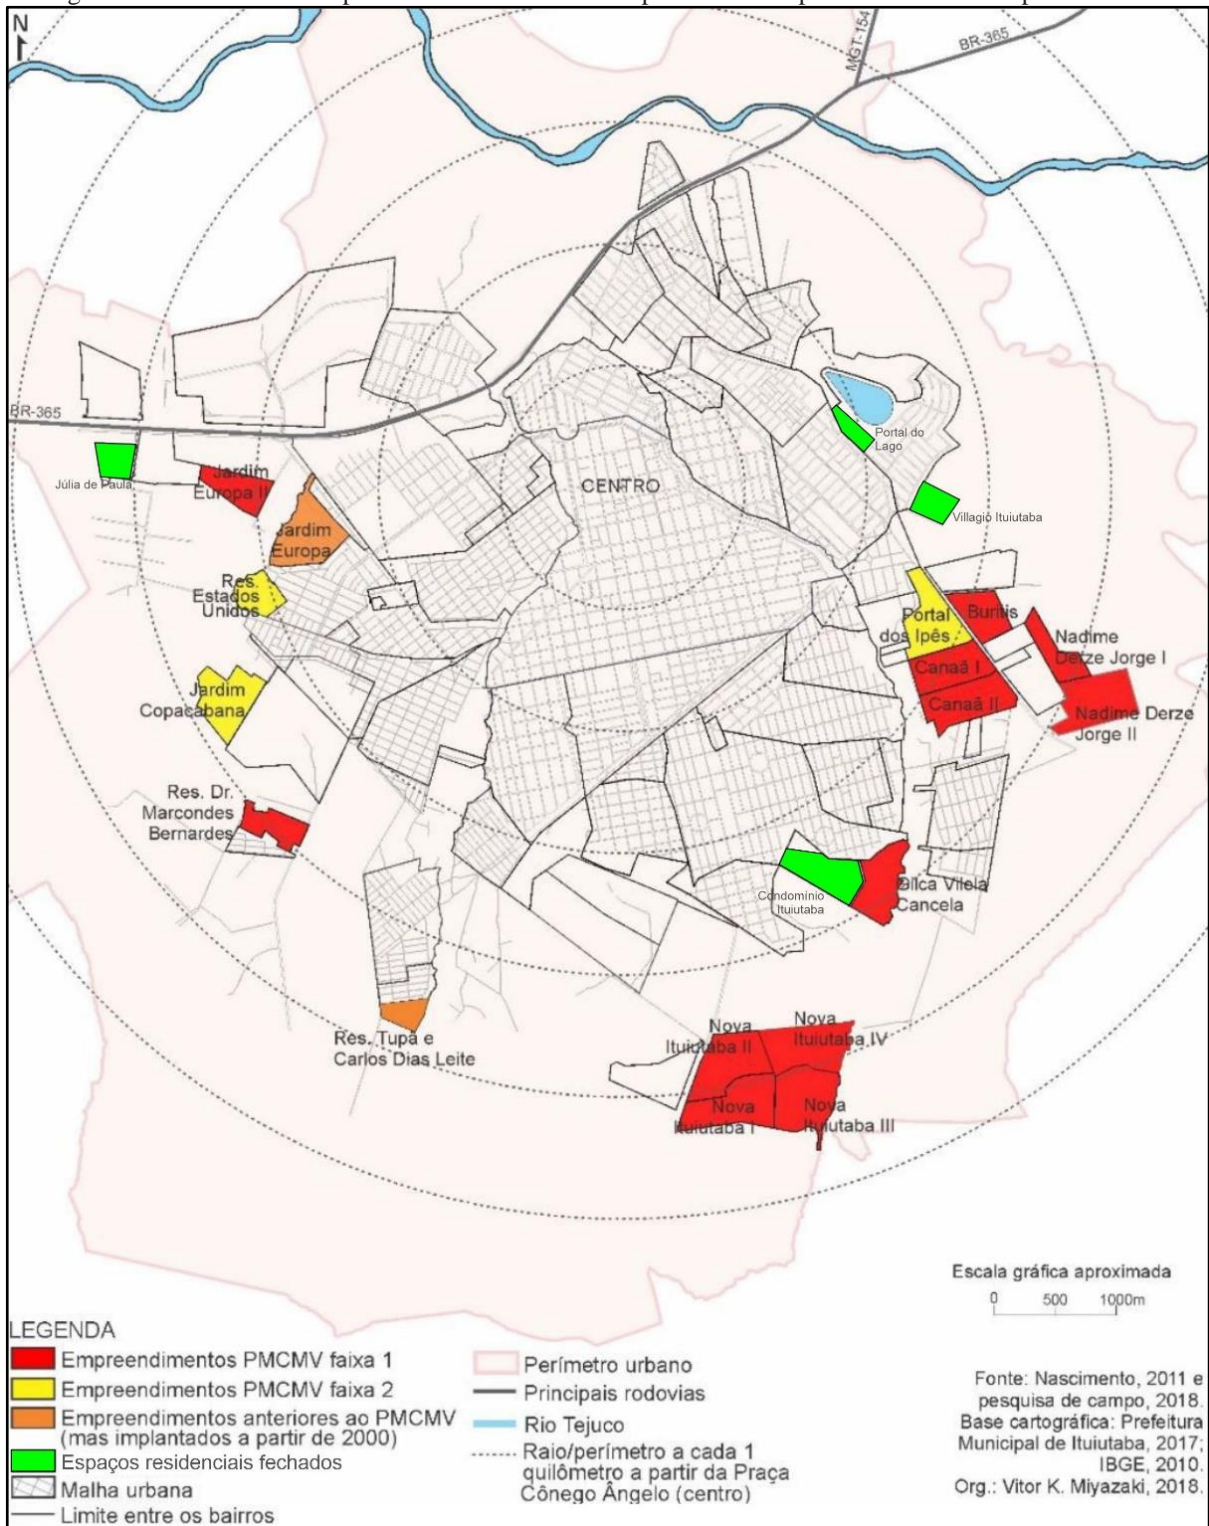 N
MGT-154
BR-365
BR-365
Portal do
Lago
Júlia de Paula
Jardim
Europa II
CENTRO
Villagio Ituiutaba
Jardim
Europa
Res.
Estados
Unidos
Portal
dos Ipês
Buritis
Nadime
Derze Jorge I
Canaã I
Canaã II
Nadime Derze
Jorge II
Jardim
Copacabana
Res. Dr.
Marcondes
Bernardes
Condomínio
Ituiutaba
Gilca Vilela
Cancela
Res. Tupã e
Carlos Dias Leite
Nova
Ituiutaba II
Nova
Ituiutaba IV
Nova
Ituiutaba I
Nova
Ituiutaba III
Escala gráfica aproximada
0 500 1000m
LEGENDA
Empreendimentos PMCMV faixa 1
Empreendimentos PMCMV faixa 2
Empreendimentos anteriores ao PMCMV
(mas implantados a partir de 2000)
Espaços residenciais fechados
Malha urbana
Limite entre os bairros
Perímetro urbano
Principais rodovias
Rio Tejuco
Raio/perímetro a cada 1
quilômetro a partir da Praça
Cônego Ângelo (centro)
Fonte: Nascimento, 2011 e
pesquisa de campo, 2018.
Base cartográfica: Prefeitura
Municipal de Ituiutaba, 2017;
IBGE, 2010.
Org.: Vitor K. Miyazaki, 2018.